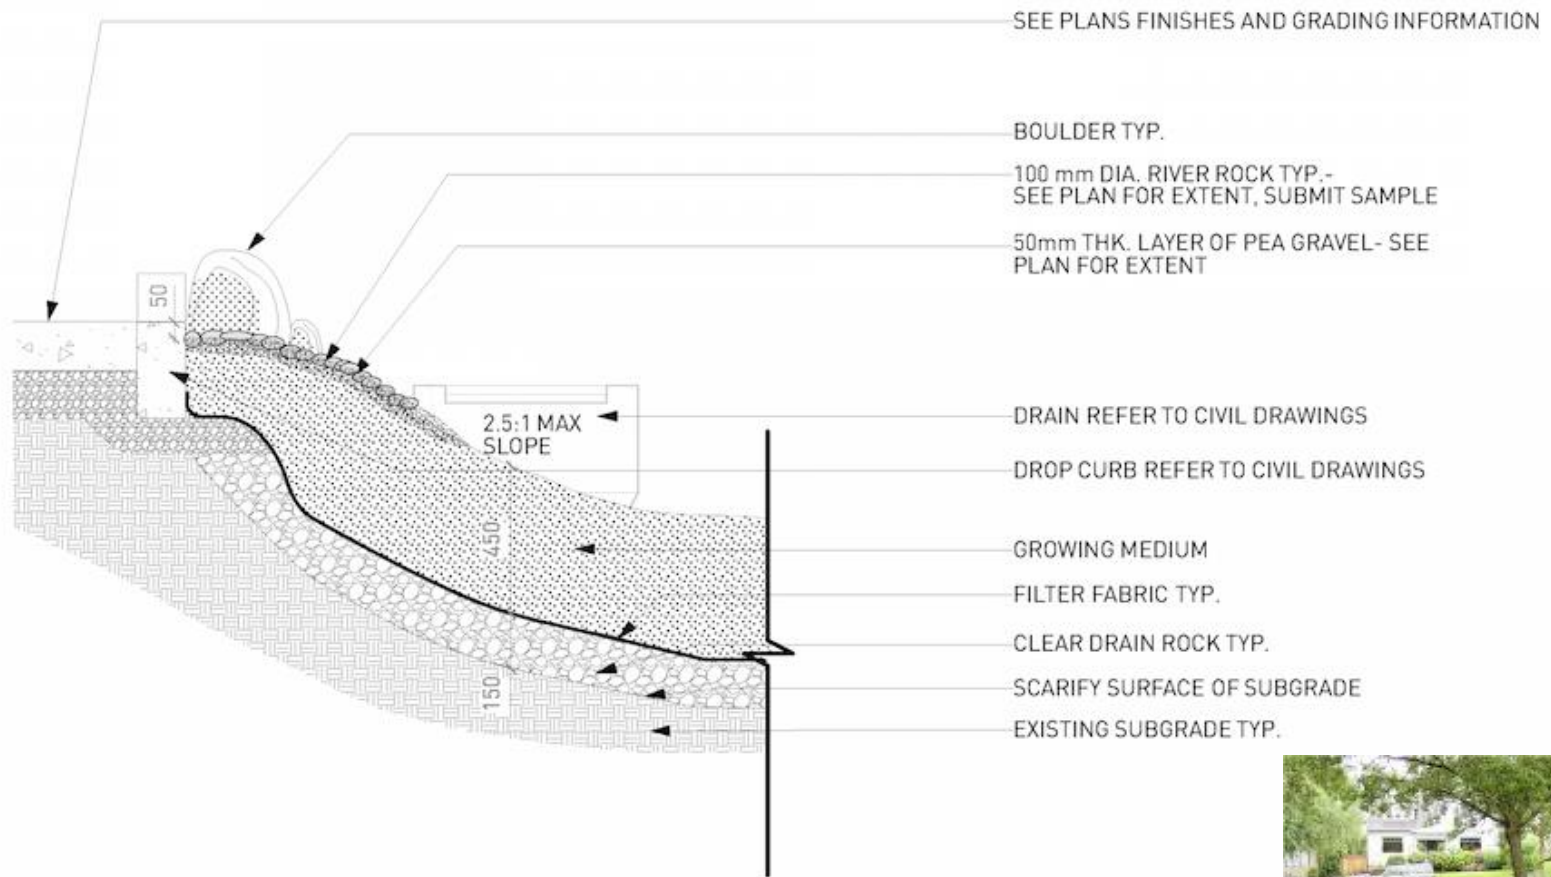 SEE PLANS FINISHES AND GRADING INFORMATION
BOULDER TYP.
100 mm DIA. RIVER ROCK TYP.-
SEE PLAN FOR EXTENT, SUBMIT SAMPLE
50mm THK. LAYER OF PEA GRAVEL- SEE
PLAN FOR EXTENT
50
2.5:1 MAX
SLOPE
DRAIN REFER TO CIVIL DRAWINGS
DROP CURB REFER TO CIVIL DRAWINGS
450
GROWING MEDIUM
FILTER FABRIC TYP.
CLEAR DRAIN ROCK TYP.
150
SCARIFY SURFACE OF SUBGRADE
EXISTING SUBGRADE TYP.